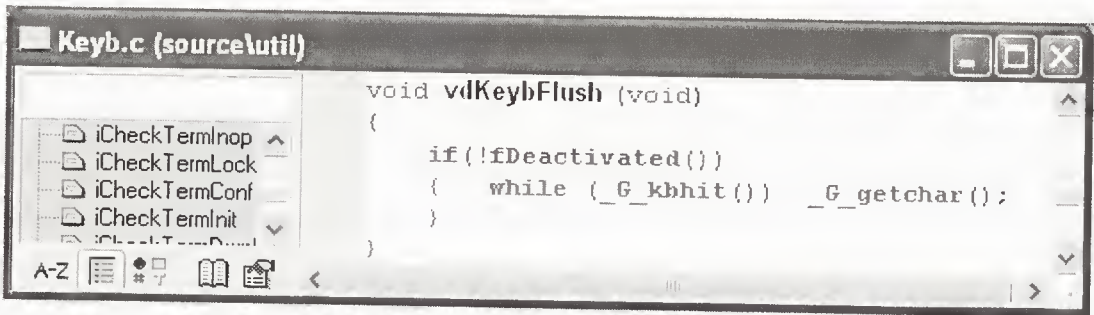 Keyb.c (source\util)
void vdKeybFlush (void)
{
if(!fDeactivated())
{ while (_G_kbhit()) _G_getchar();
}
}
iCheckTermInop
iCheckTermLock
iCheckTermConf
iCheckTermInit
A-Z